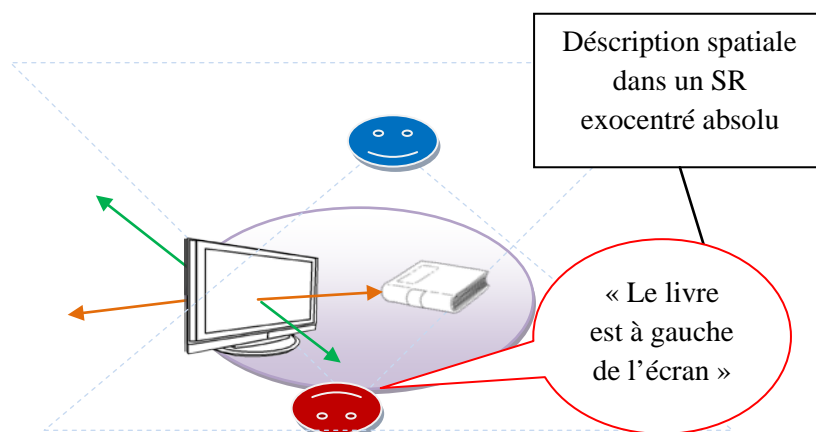 Déscription spatiale
dans un SR
exocentré absolu
« Le livre
est à gauche
de l’écran »